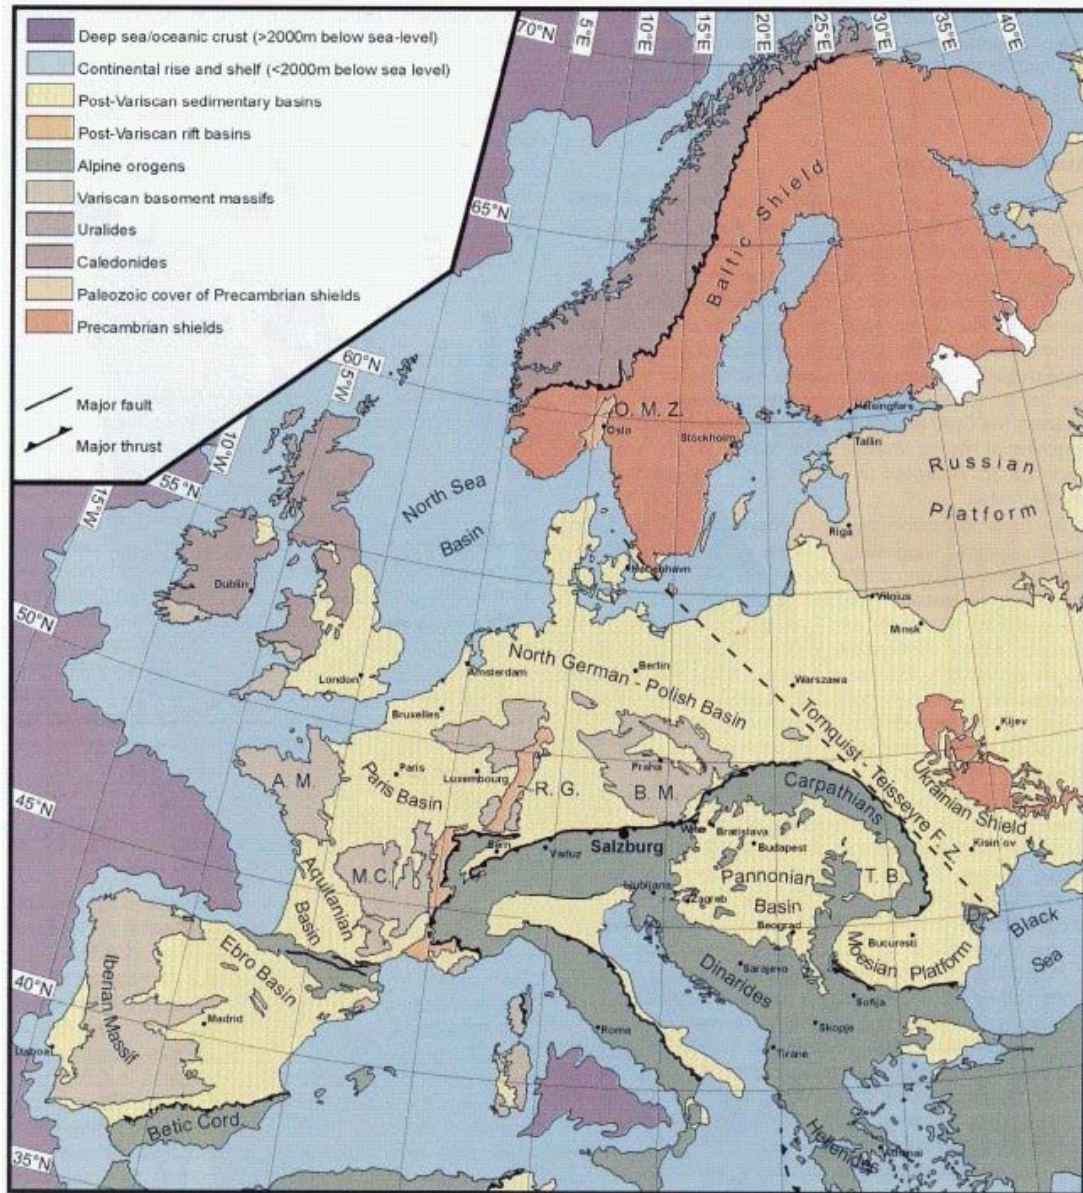 Deep sea/oceanic crust (>2000m below sea-level)
Continental rise and shelf (<2000m below sea level)
Post-Variscan sedimentary basins
Post-Variscan rift basins
Alpine orogens
Variscan basement massifs
Uralides
Caledonides
Paleozoic cover of Precambrian shields
Precambrian shields
Major fault
Major thrust
70°N
5°E
10°E
15°E
20°E
25°E
30°E
35°E
40°E
65°N
60°N
5°W
10°W
55°N
15°W
50°N
45°N
40°N
35°N
Baltic Shield
O. M. Z.
Oslo
Stockholm
Helsingfors
Tallin
Russian
Platform
Riga
North Sea
Basin
København
Vilnius
Minsk
Dublin
London
Amsterdam
North German - Polish Basin
Berlin
Warszawa
Bruxelles
Tornquist - Teisseyre F. Z.
Kijev
Ukrainian Shield
Kisin'ov
A. M.
Paris
Paris Basin
Luxembourg
R. G.
Praha
B. M.
Carpathians
Bern
Vaduz
Salzburg
Wien
Bratislava
Budapest
M. C.
Ljubljana
Zagreb
Pannonian
Basin
T. B.
Beograd
Aquitanian
Basin
Ebro Basin
Iberian Massif
Madrid
Lisboa
Betic Cord.
Roma
Dinarides
Sarajevo
Bucuresti
Moesian Platform
D.
Black
Sea
Sofija
Skopje
Tirane
Hellenides
Athinai